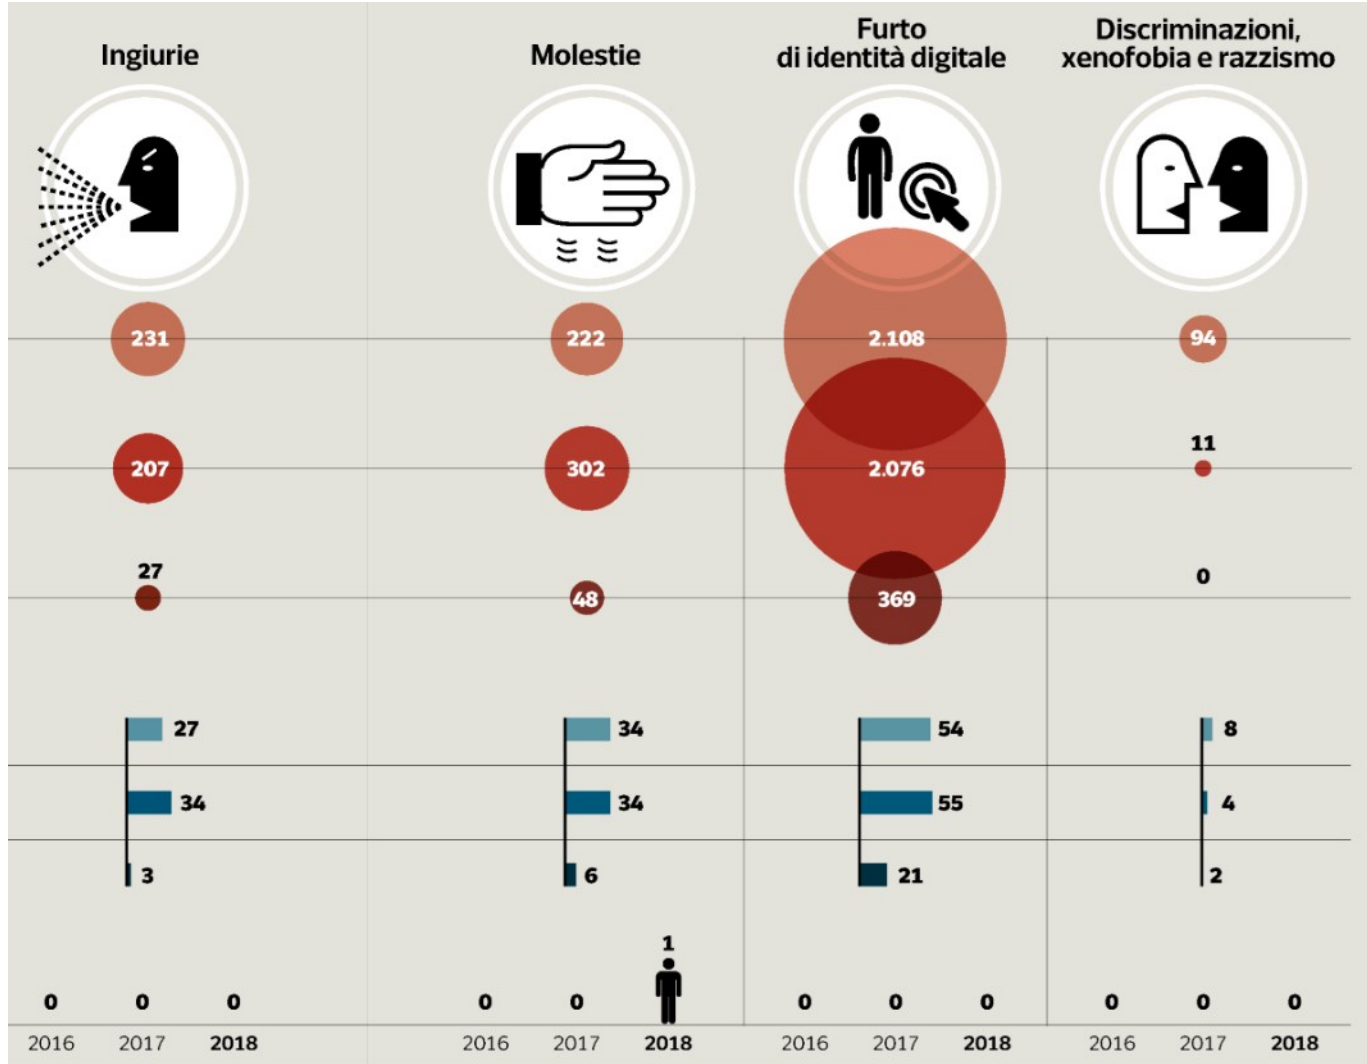 Ingiurie
Molestie
Furto
di identità digitale
Discriminazioni,
xenofobia e razzismo
231 222 2.108 94
207 302 2.076 11
27 48 369 0
27 34 54 8
34 34 55 4
3 6 21 2
1
0 0 0 0 0 0 0 0 0 0 0
2016 2017 2018 2016 2017 2018 2016 2017 2018 2016 2017 2018